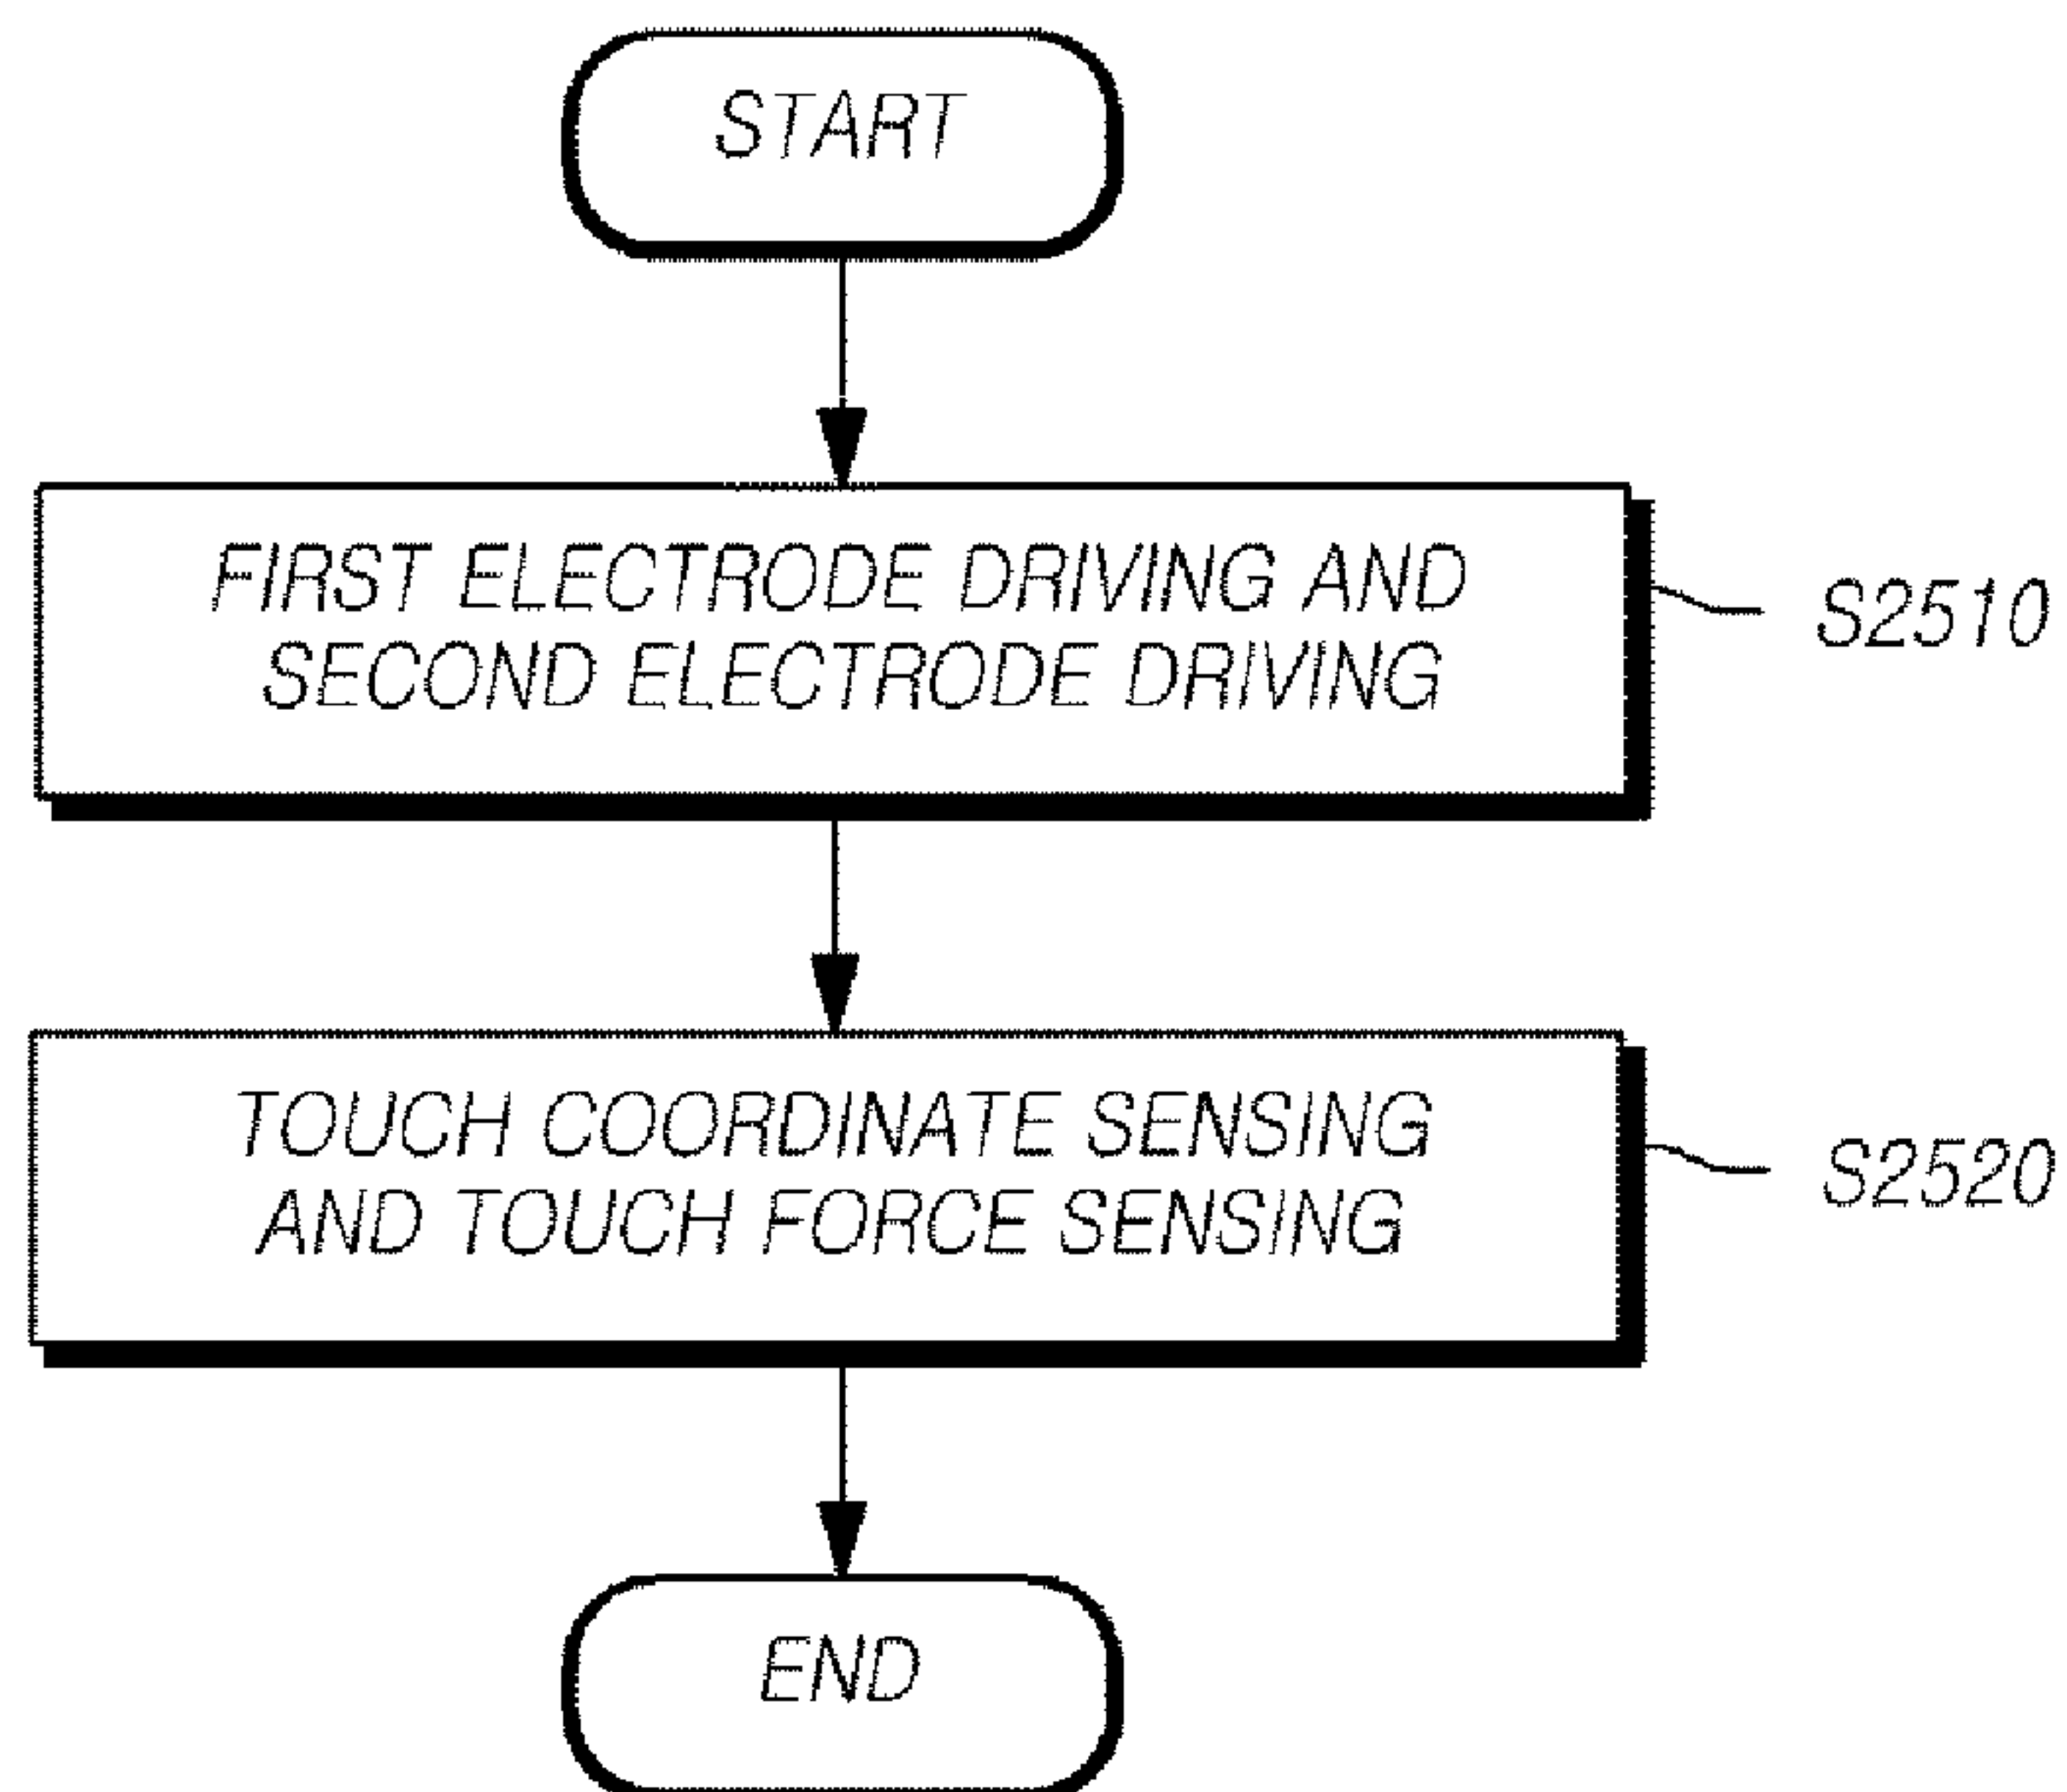 START
FIRST ELECTRODE DRIVING AND
SECOND ELECTRODE DRIVING
S2510
TOUCH COORDINATE SENSING
AND TOUCH FORCE SENSING
S2520
END